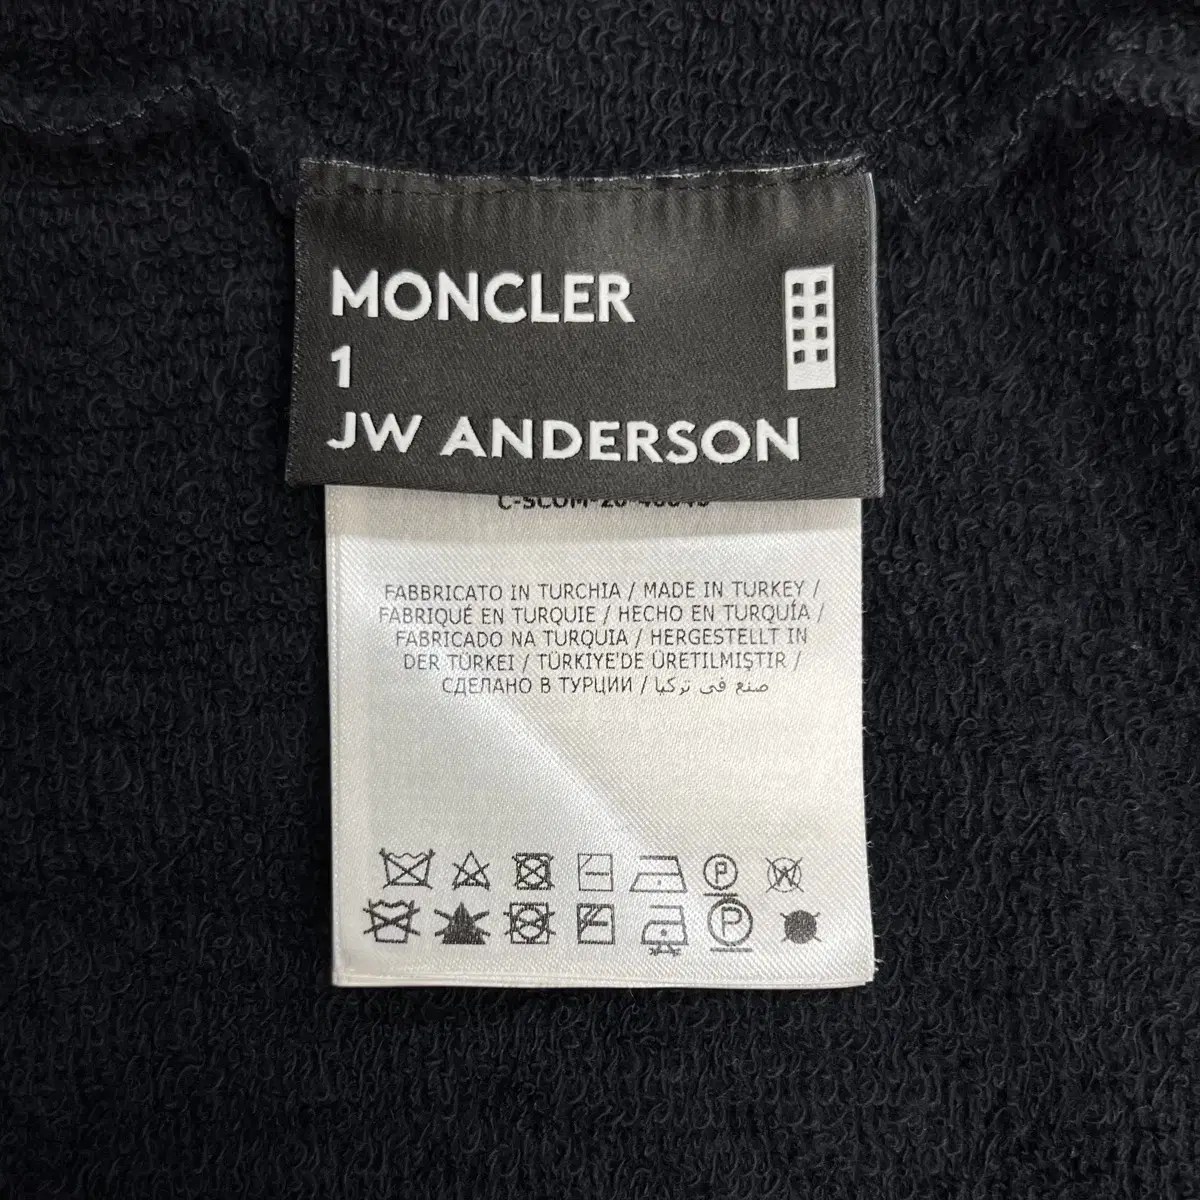 MONCLER
1
JW ANDERSON
FABBRICATO IN TURCHIA / MADE IN TURKEY /
FABRIQUÉ EN TURQUIE / HECHO EN TURQUÍA /
FABRICADO NA TURQUIA / HERGESTELLT IN
DER TÜRKEI / TÜRKIYE'DE ÜRETILMIŞTIR /
СДЕЛАНО В ТУРЦИИ / صنع في تركيا
P W
P